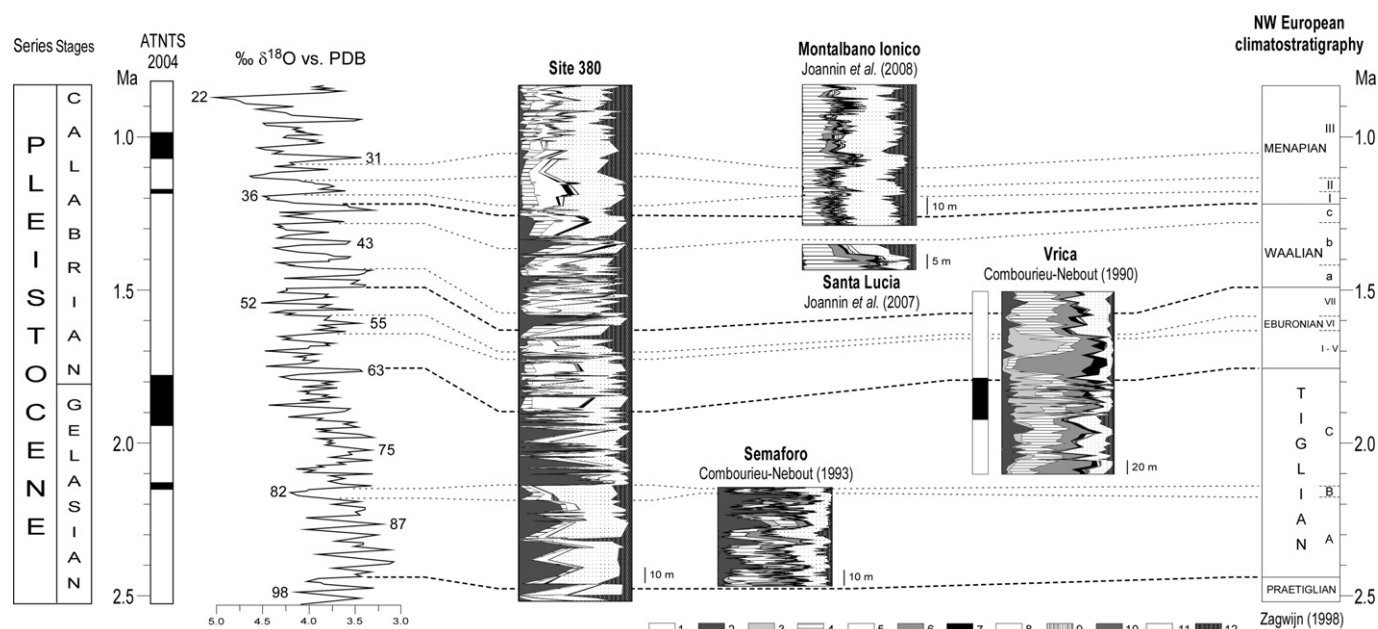 Series Stages
ATNTS
2004
Ma
‰ δ18O vs. PDB
Site 380
Montalbano Ionico
Joannin et al. (2008)
NW European
climatostratigraphy
Ma
PLEISTOCENE
CALABRIAN
GELASIAN
1.0
1.5
2.0
2.5
22
31
36
43
52
55
63
75
82
87
98
5.0 4.5 4.0 3.5 3.0
10 m
10 m
5 m
Santa Lucia
Joannin et al. (2007)
Vrica
Combourieu-Nebout (1990)
20 m
Semaforo
Combourieu-Nebout (1993)
10 m
III
MENAPIAN
II
I
c
b
WAALIAN
a
VII
EBURONIAN VI
I - V
TIGLIAN
C
B
A
PRAETIGLIAN
1.0
1.5
2.0
2.5
Zagwijn (1998)
1 2 3 4 5 6 7 8 9 10 11 12